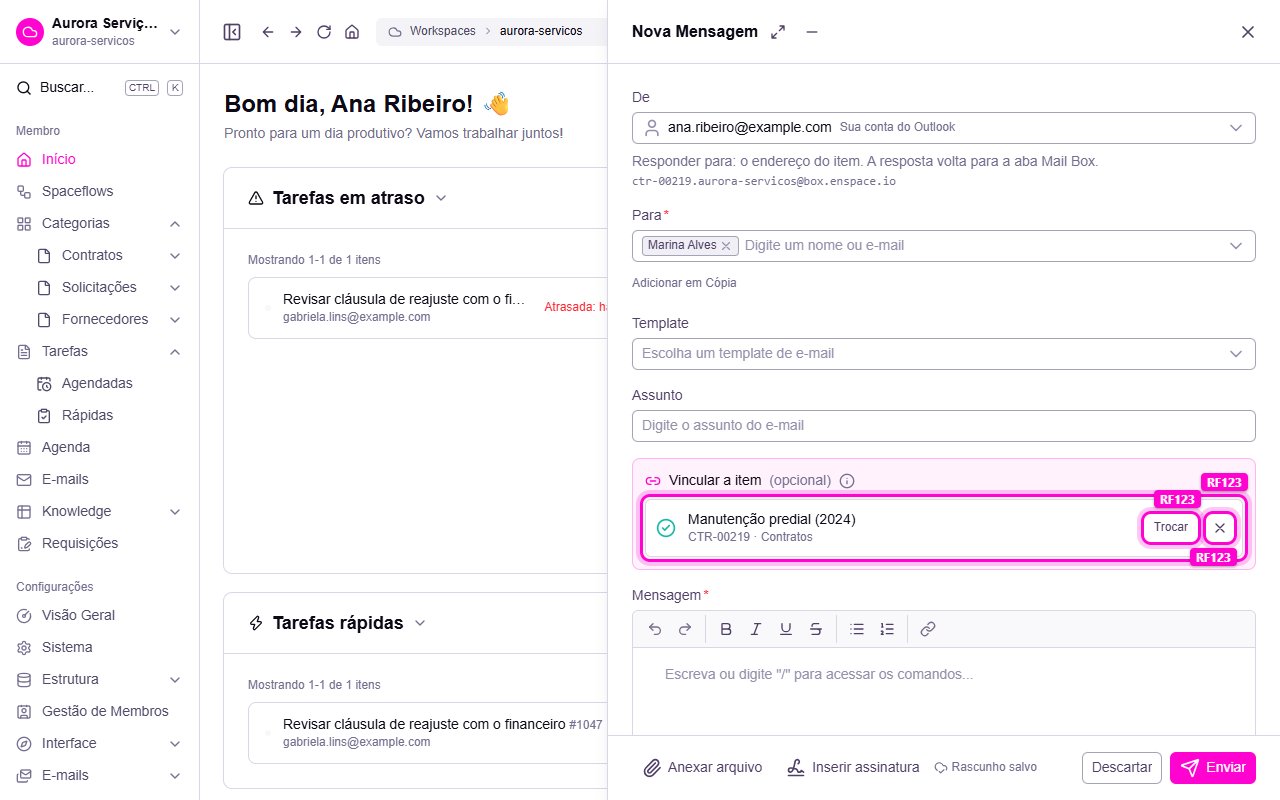 Aurora Serviç...
aurora-servicos
Buscar...
CTRL
K
Membro
Início
Spaceflows
Categorias
Contratos
Solicitações
Fornecedores
Tarefas
Agendadas
Rápidas
Agenda
E-mails
Knowledge
Requisições
Configurações
Visão Geral
Sistema
Estrutura
Gestão de Membros
Interface
E-mails
Workspaces
aurora-servicos
Bom dia, Ana Ribeiro! 👋
Pronto para um dia produtivo? Vamos trabalhar juntos!
Tarefas em atraso
Mostrando 1-1 de 1 itens
Revisar cláusula de reajuste com o fi...
gabriela.lins@example.com
Atrasada: há
Tarefas rápidas
Mostrando 1-1 de 1 itens
Revisar cláusula de reajuste com o financeiro #1047
gabriela.lins@example.com
Nova Mensagem
De
ana.ribeiro@example.com Sua conta do Outlook
Responder para: o endereço do item. A resposta volta para a aba Mail Box.
ctr-00219.aurora-servicos@box.enspace.io
Para*
Marina Alves
Digite um nome ou e-mail
Adicionar em Cópia
Template
Escolha um template de e-mail
Assunto
Digite o assunto do e-mail
Vincular a item (opcional)
RF123
RF123
Manutenção predial (2024)
CTR-00219 · Contratos
Trocar
RF123
Mensagem*
Escreva ou digite "/" para acessar os comandos...
Anexar arquivo
Inserir assinatura
Rascunho salvo
Descartar
Enviar